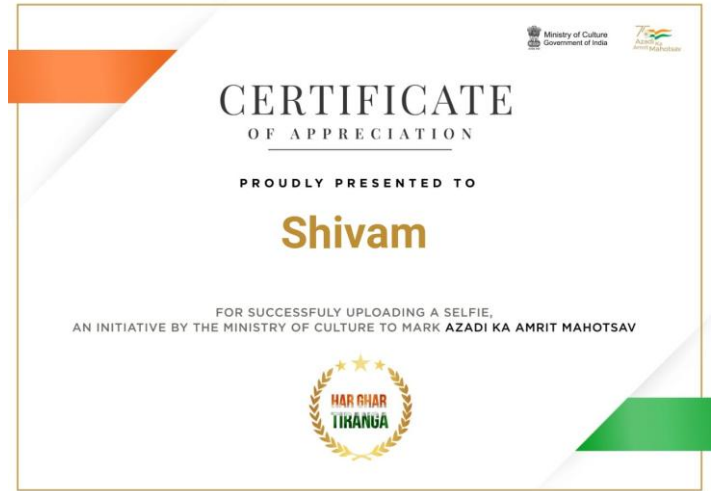 Ministry of Culture
Government of India
Azadi Ka
Amrit Mahotsav
CERTIFICATE
OF APPRECIATION
PROUDLY PRESENTED TO
Shivam
FOR SUCCESSFULY UPLOADING A SELFIE,
AN INITIATIVE BY THE MINISTRY OF CULTURE TO MARK AZADI KA AMRIT MAHOTSAV
HAR GHAR
TIRANGA